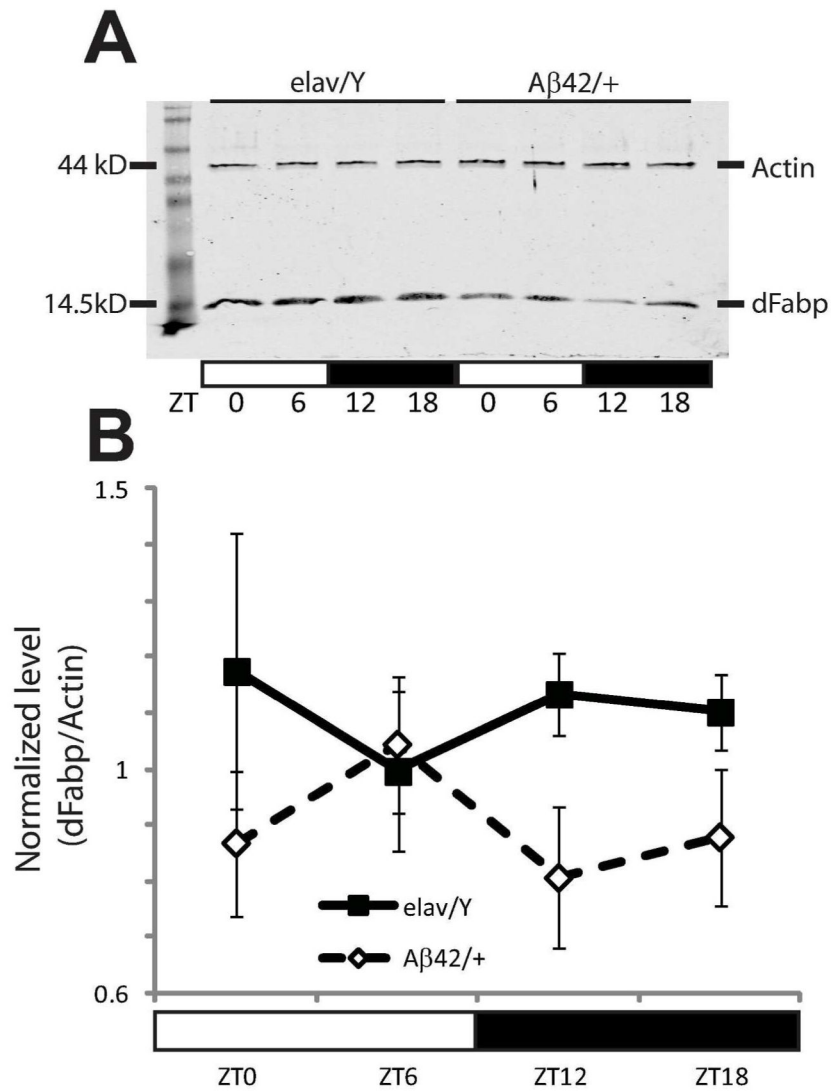 A
elav/Y Aβ42/+
44 kD Actin
14.5kD dFabp
ZT 0 6 12 18 0 6 12 18
B
1.5
1
0.6
Normalized level
(dFabp/Actin)
elav/Y
Aβ42/+
ZT0 ZT6 ZT12 ZT18